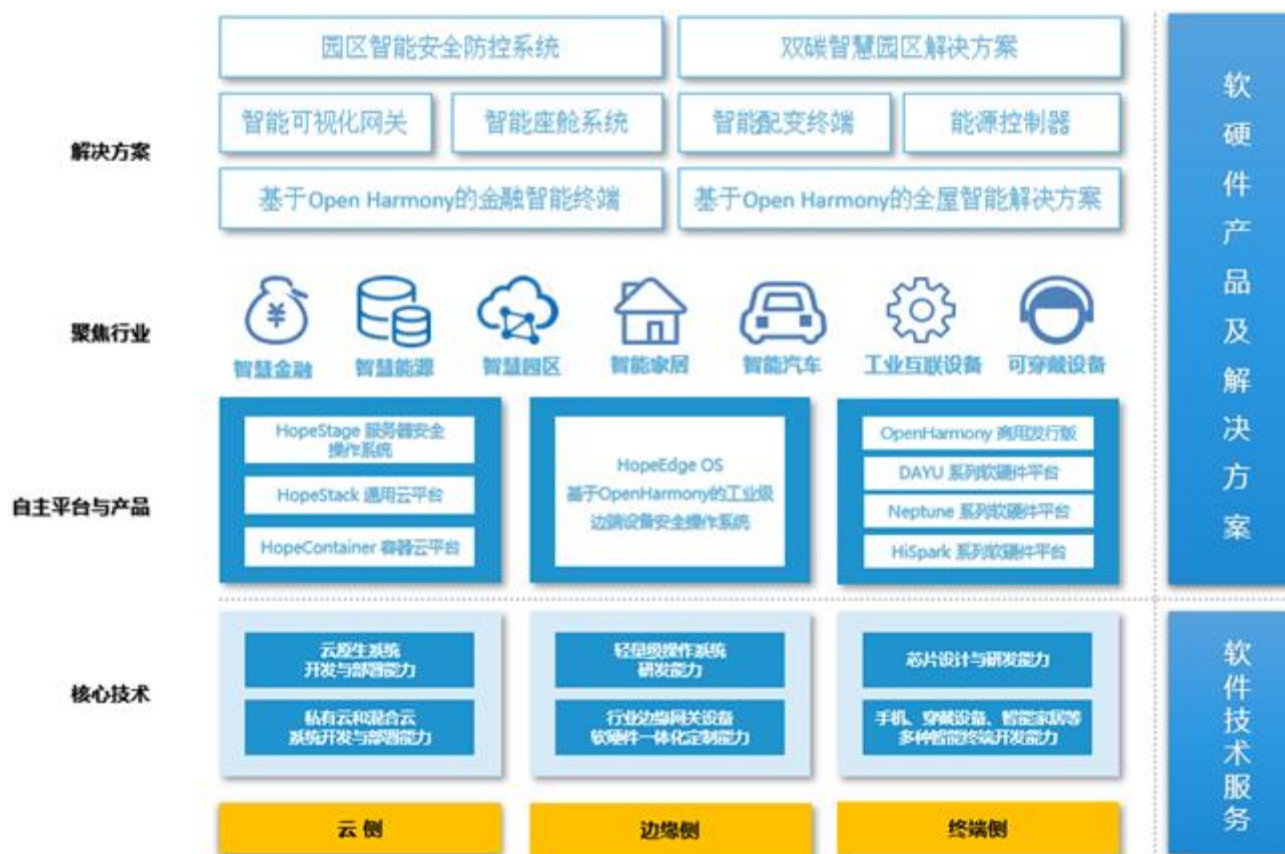 园区智能安全防控系统
双碳智慧园区解决方案
解决方案
智能可视化网关
智能座舱系统
智能配变终端
能源控制器
基于Open Harmony的金融智能终端
基于Open Harmony的全屋智能解决方案
聚焦行业
智慧金融
智慧能源
智慧园区
智能家居
智能汽车
工业互联设备
可穿戴设备
自主平台与产品
HopeStage 服务器安全
操作系统
HopeStack 通用云平台
HopeContainer 容器云平台
HopeEdge OS
基于OpenHarmony的工业级
边端设备安全操作系统
OpenHarmony 商用发行版
DAYU 系列软硬件平台
Neptune 系列软硬件平台
HiSpark 系列软硬件平台
软硬件产品及解决方案
核心技术
云原生系统
开发与部署能力
私有云和混合云
系统开发与部署能力
轻量级操作系统
研发能力
行业边缘网关设备
软硬件一体化定制能力
芯片设计与研发能力
手机、穿戴设备、智能家居等
多种智能终端开发能力
云 侧
边缘侧
终端侧
软件技术服务